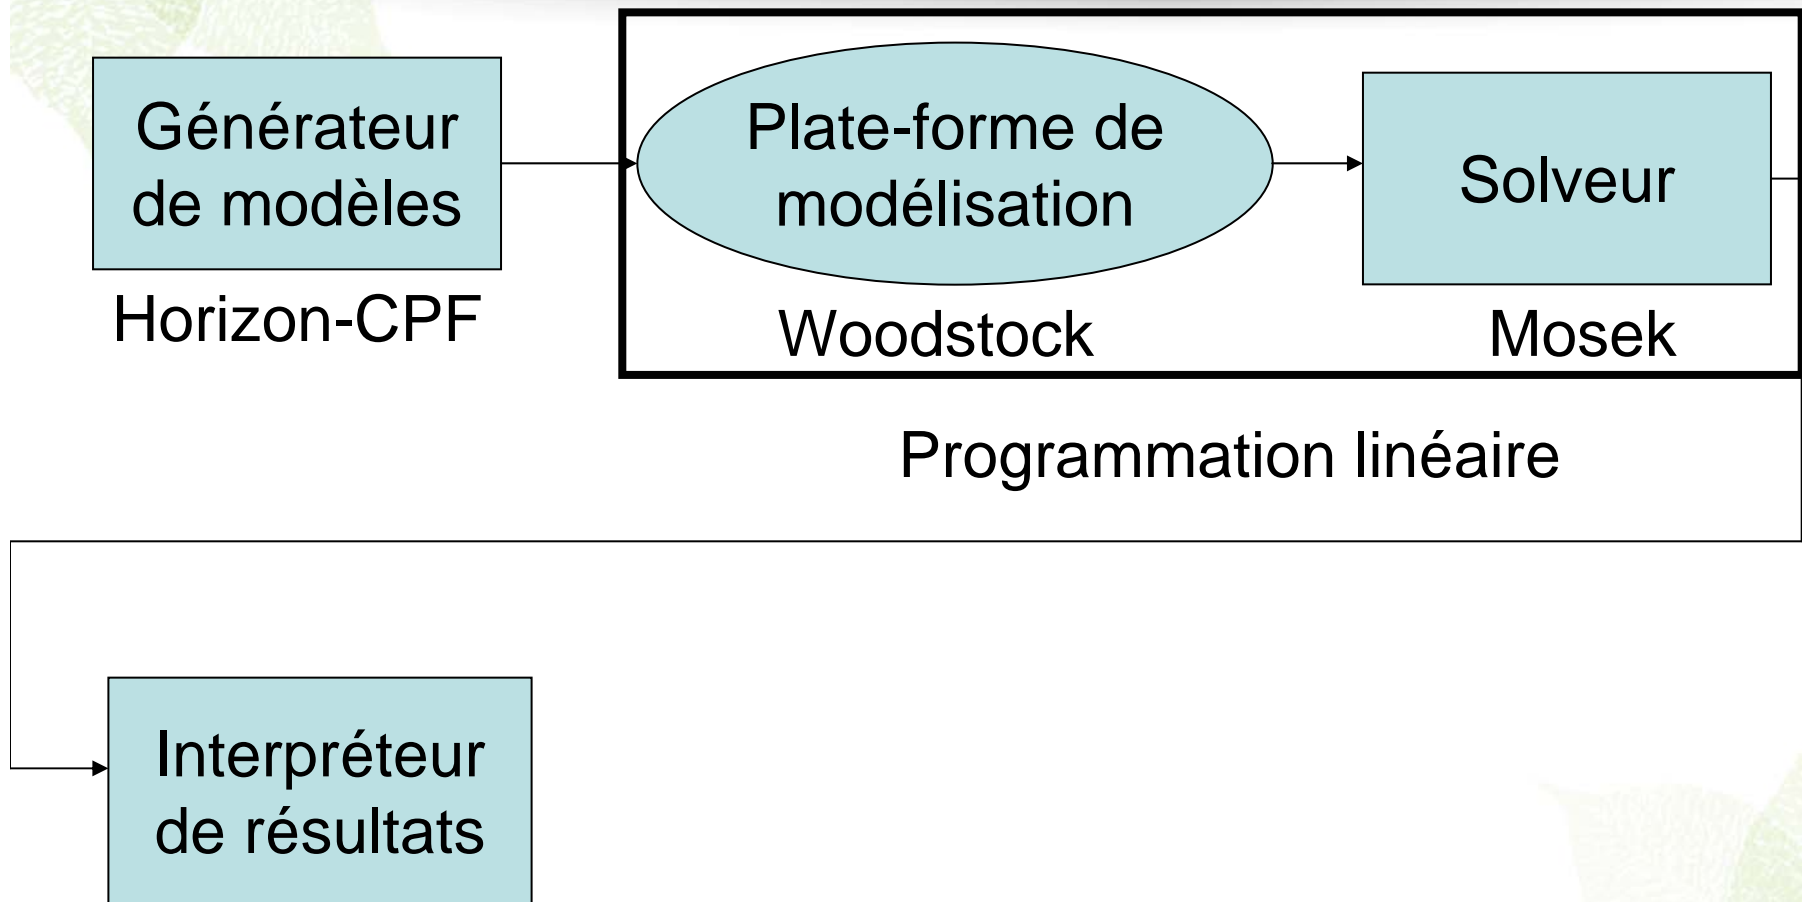 Générateur
de modèles
Horizon-CPF
Plate-forme de
modélisation
Woodstock
Solveur
Mosek
Programmation linéaire
Interpréteur
de résultats